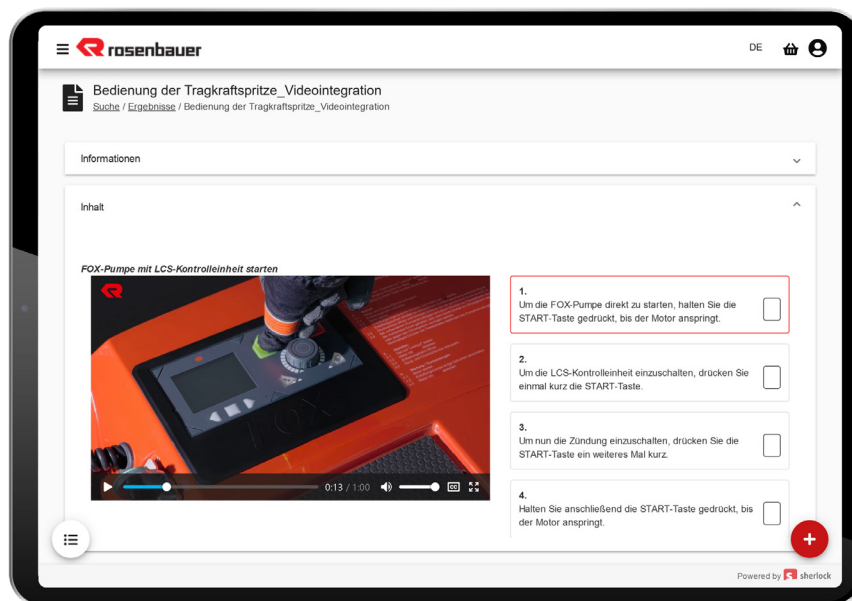 rosenbauer
DE
Bedienung der Tragkraftspritze_Videointegration
Suche / Ergebnisse / Bedienung der Tragkraftspritze_Videointegration
Informationen
Inhalt
FOX-Pumpe mit LCS-Kontrolleinheit starten
FOX
0:13 / 1:00
CC
1.
Um die FOX-Pumpe direkt zu starten, halten Sie die
START-Taste gedrückt, bis der Motor anspringt.
2.
Um die LCS-Kontrolleinheit einzuschalten, drücken Sie
einmal kurz die START-Taste.
3.
Um nun die Zündung einzuschalten, drücken Sie die
START-Taste ein weiteres Mal kurz.
4.
Halten Sie anschließend die START-Taste gedrückt, bis
der Motor anspringt.
Powered by sherlock